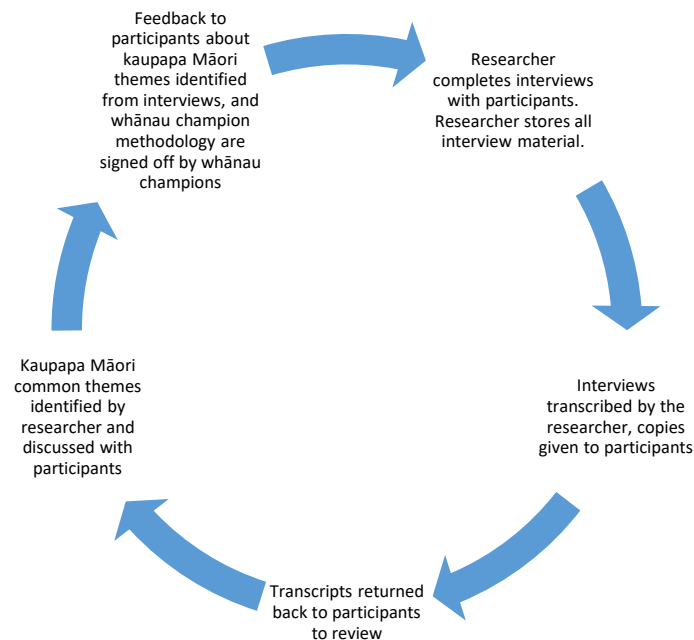 Feedback to
participants about
kaupapa Māori
themes identified
from interviews, and
whānau champion
methodology are
signed off by whānau
champions
Researcher
completes interviews
with participants.
Researcher stores all
interview material.
Interviews
transcribed by the
researcher, copies
given to participants
Transcripts returned
back to participants
to review
Kaupapa Māori
common themes
identified by
researcher and
discussed with
participants